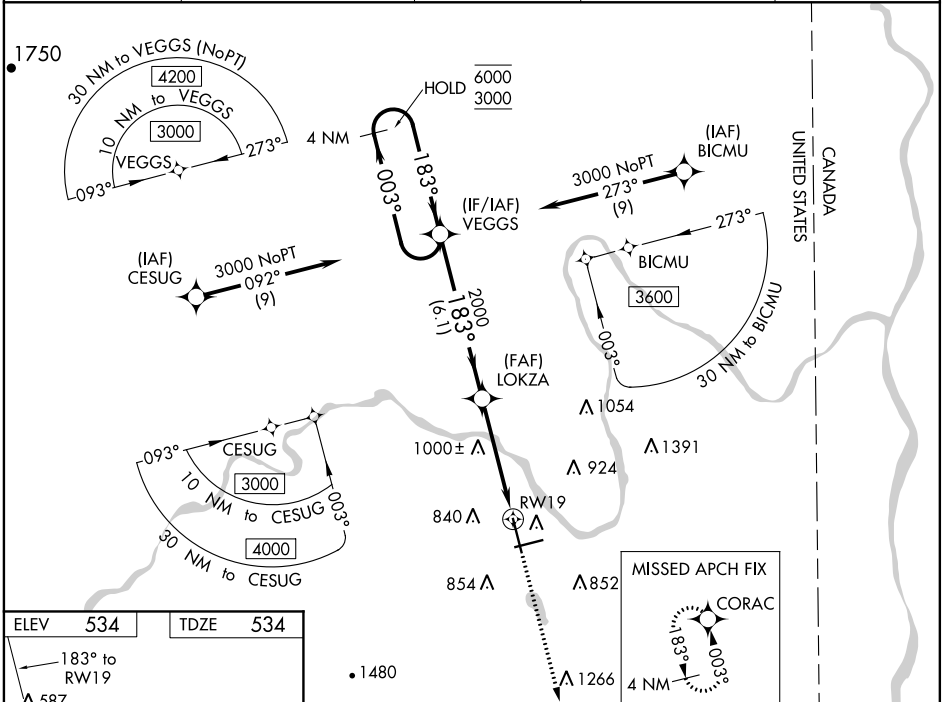 1750
30 NM to VEGGS (NoPT)
4200
10 NM to VEGGS
3000
VEGGS
093°
273°
HOLD
6000
3000
4 NM
183°
003°
(IF/IAF)
VEGGS
(IAF)
BICMU
3000 NoPT
273°
(9)
UNITED STATES
CANADA
(IAF)
CESUG
3000 NoPT
092°
(9)
2000
183°
(6.1)
273°
BICMU
3600
003°
30 NM to BICMU
(FAF)
LOKZA
1054
1391
1000±
924
093°
CESUG
3000
10 NM to CESUG
003°
4000
30 NM to CESUG
840
RW19
854
852
MISSED APCH FIX
CORAC
183°
003°
4 NM
ELEV 534
TDZE 534
183° to
RW19
587
1480
1266